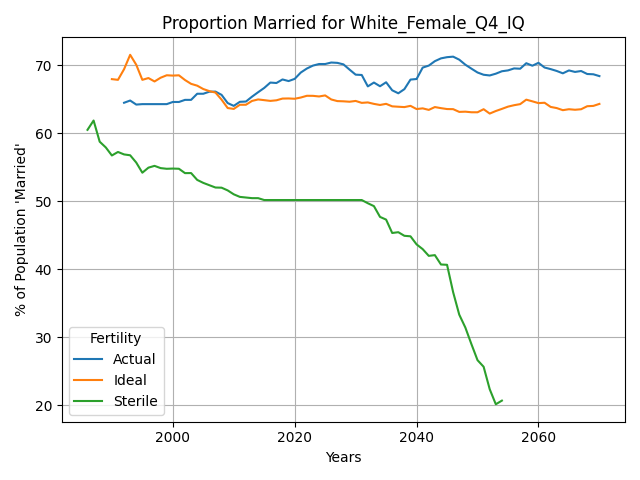 Proportion Married for White_Female_Q4_IQ
% of Population 'Married'
70
60
50
40
30
20
Fertility
Actual
Ideal
Sterile
2000
2020
2040
2060
Years